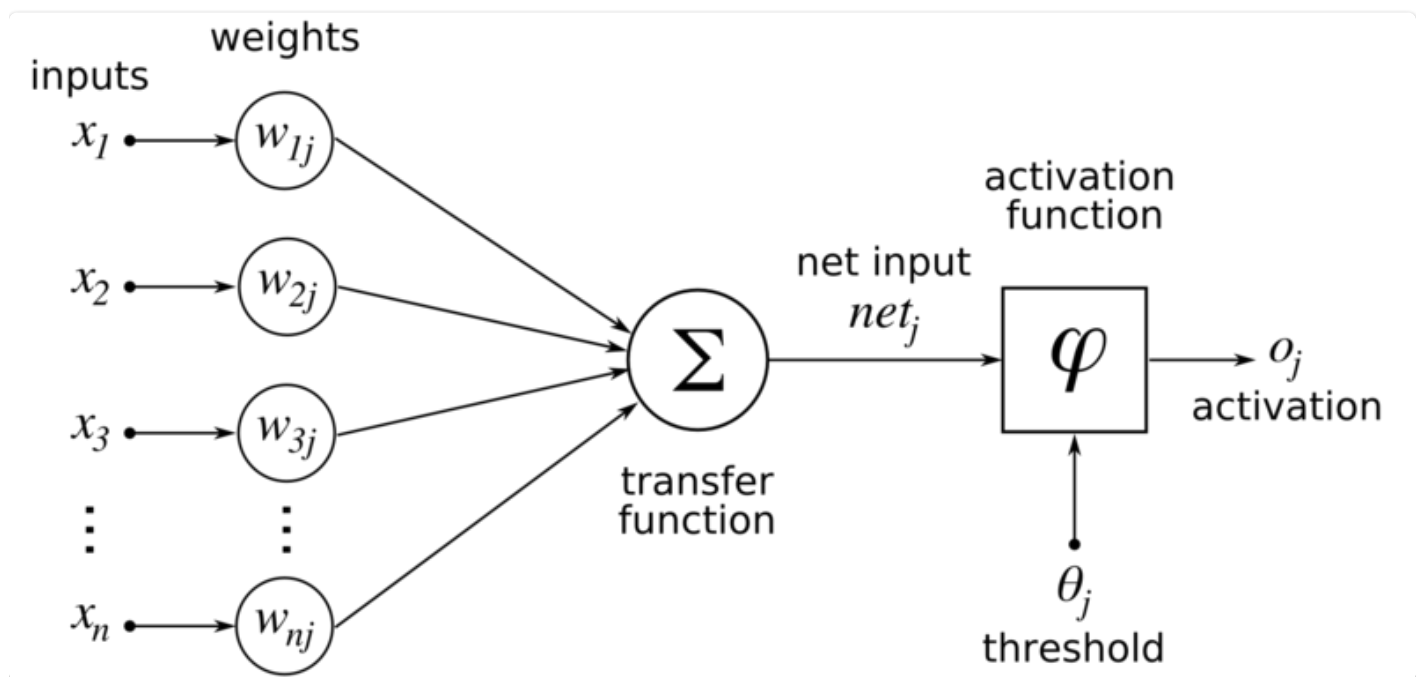 weights
inputs
x1
w1j
x2
w2j
x3
w3j
⋮ ⋮
xn
wnj
Σ
transfer
function
net input
netj
activation
function
φ
oj
activation
θj
threshold